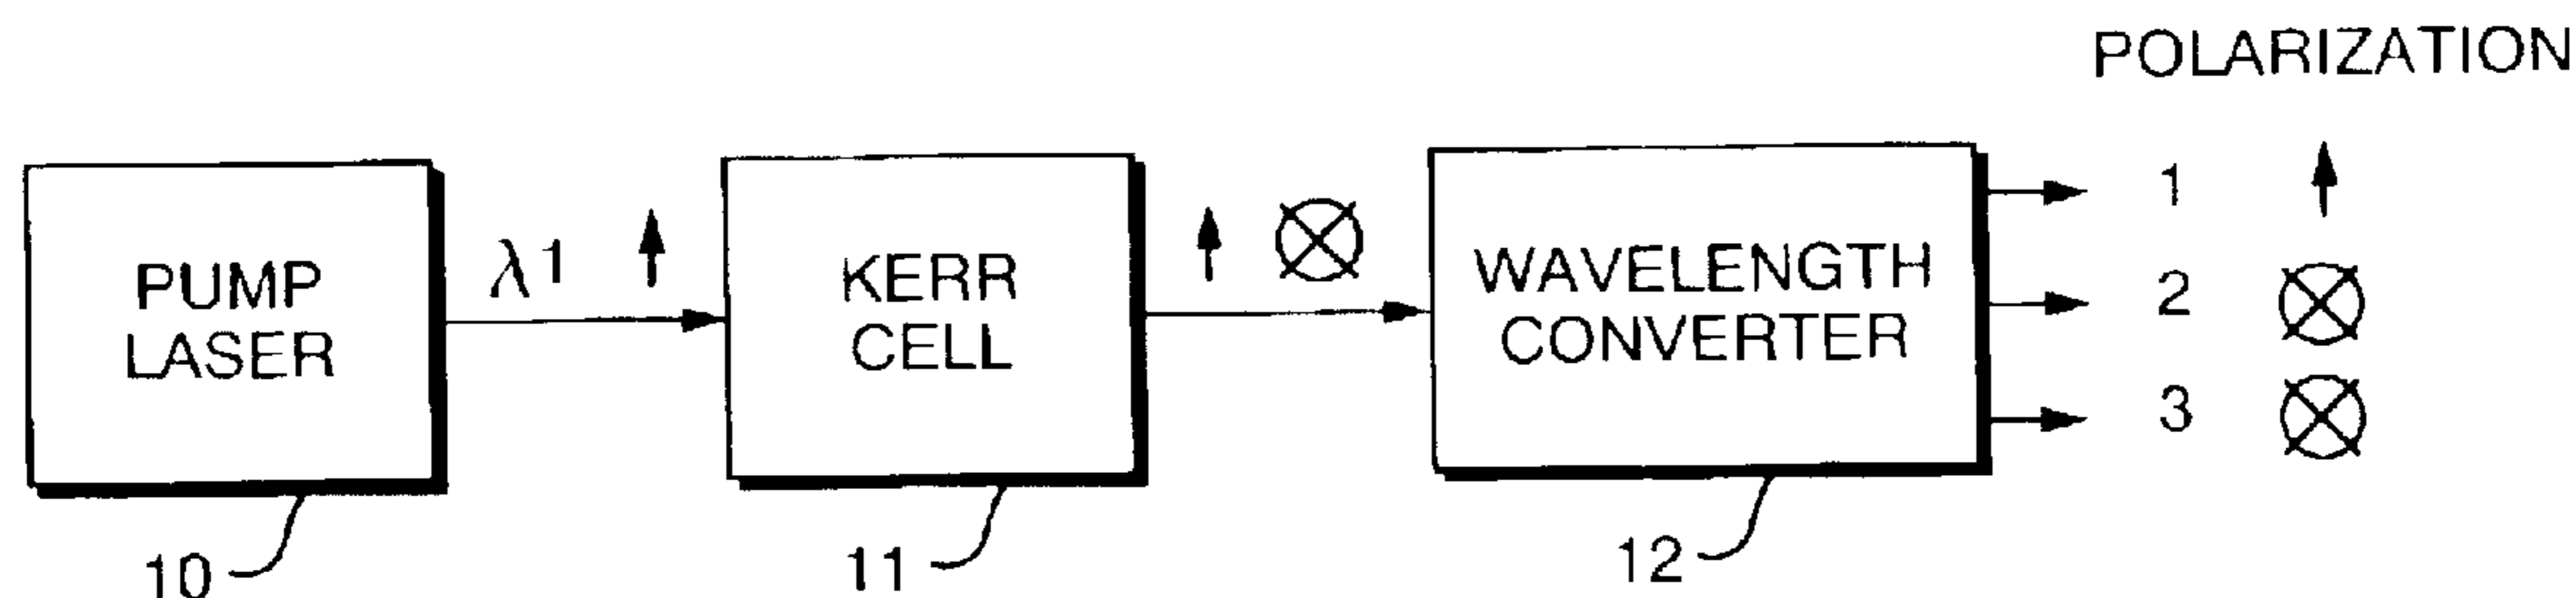 POLARIZATION
PUMP
LASER
λ1
KERR
CELL
WAVELENGTH
CONVERTER
1
2
3
10
11
12